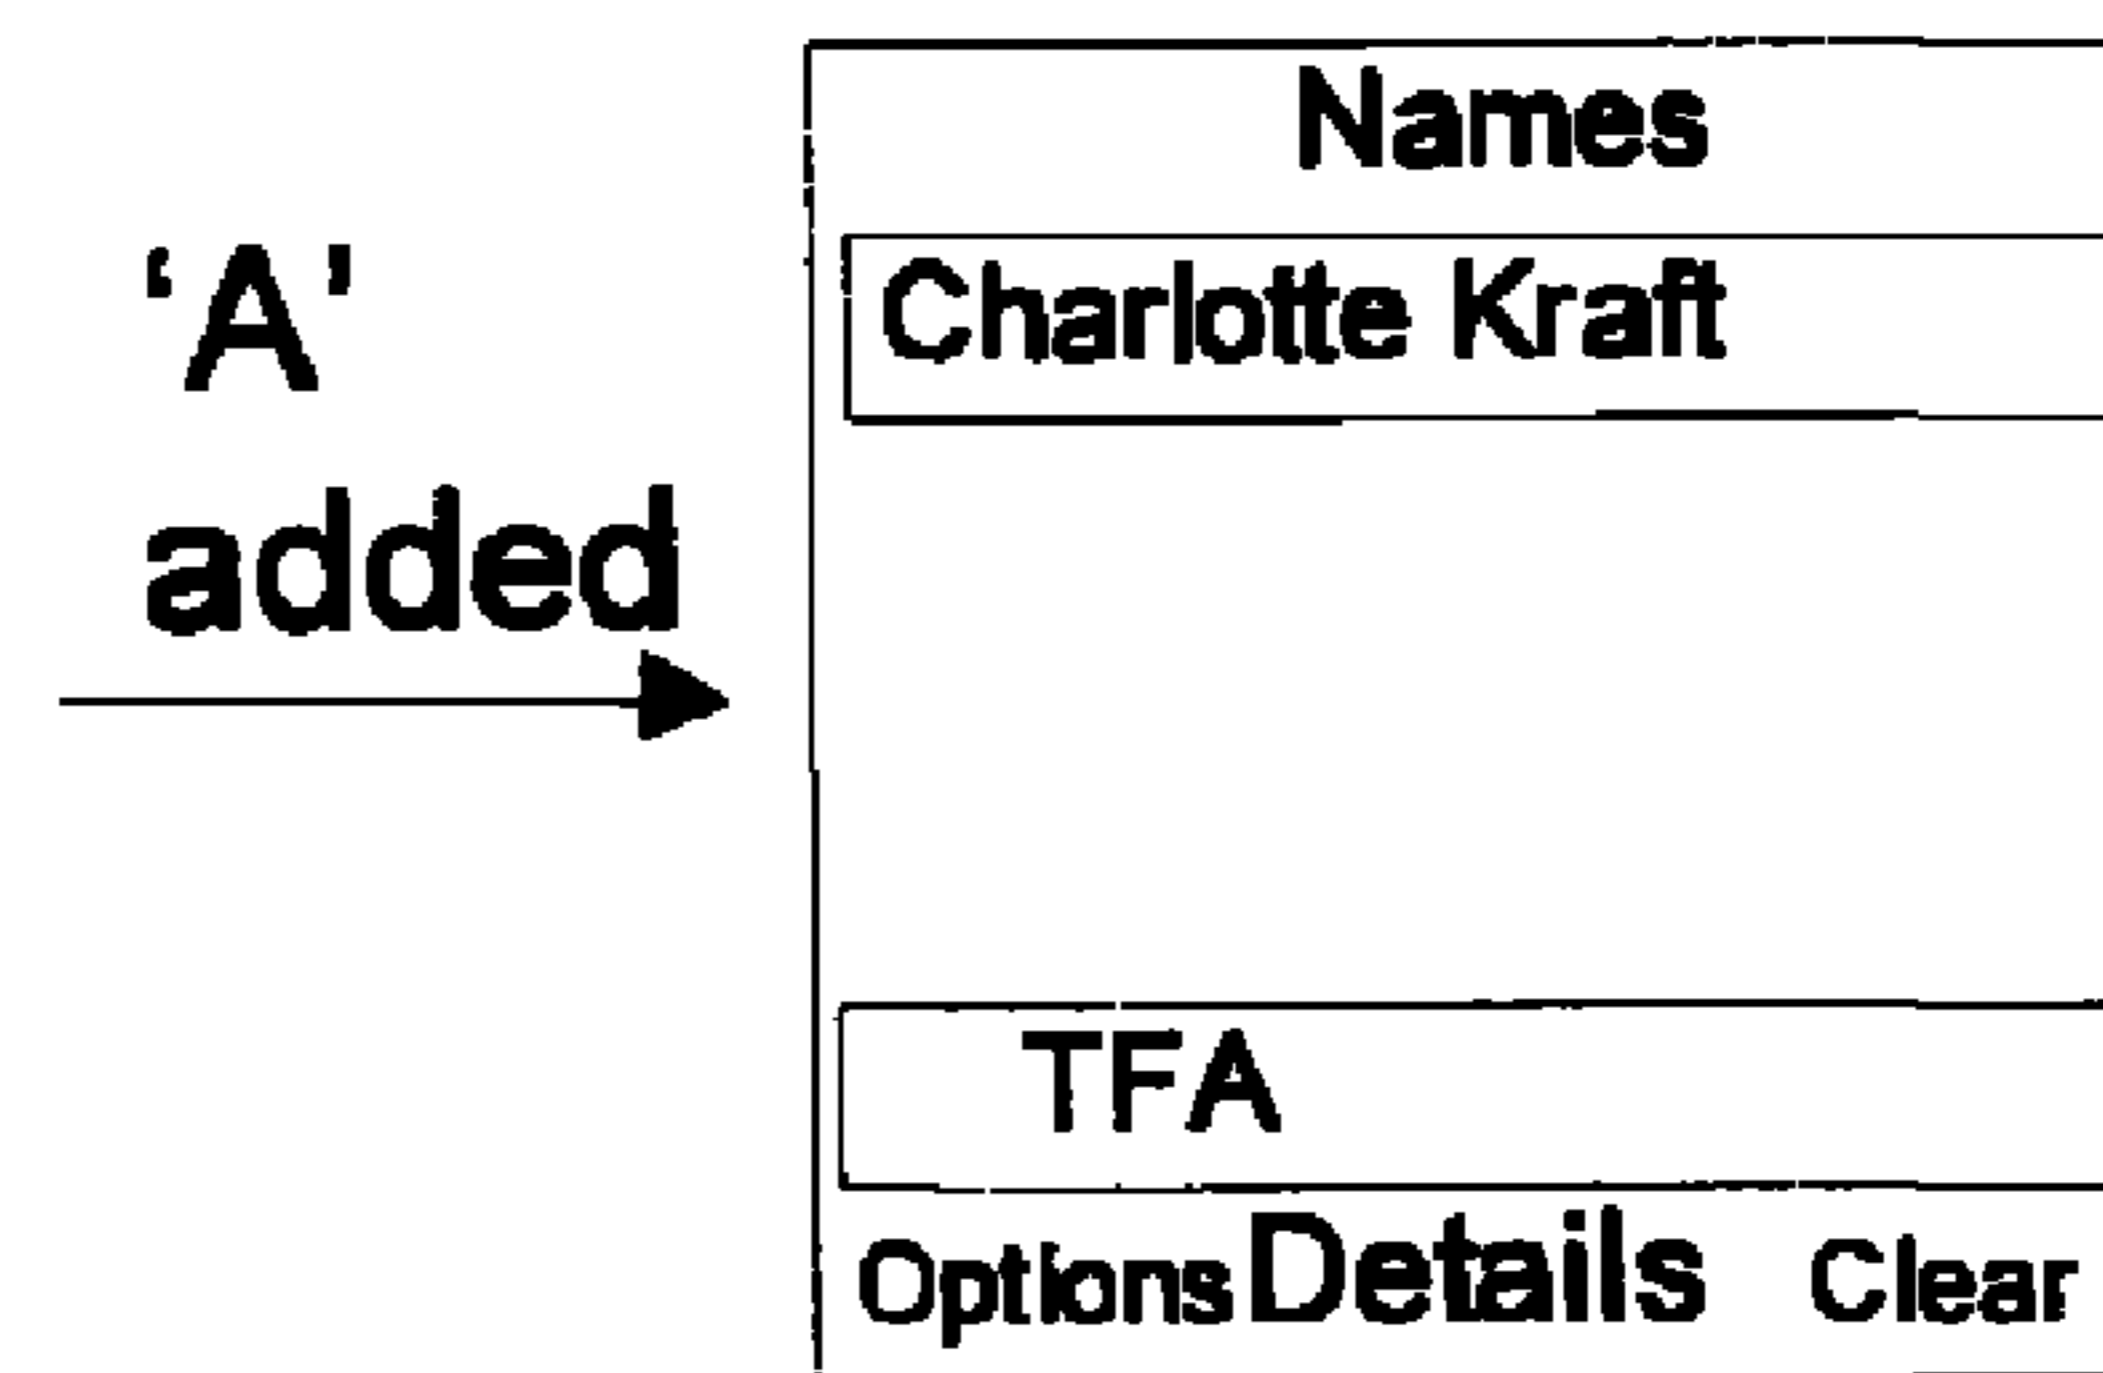 ‘A’
added
Names
Charlotte Kraft
TFA
Options Details Clear